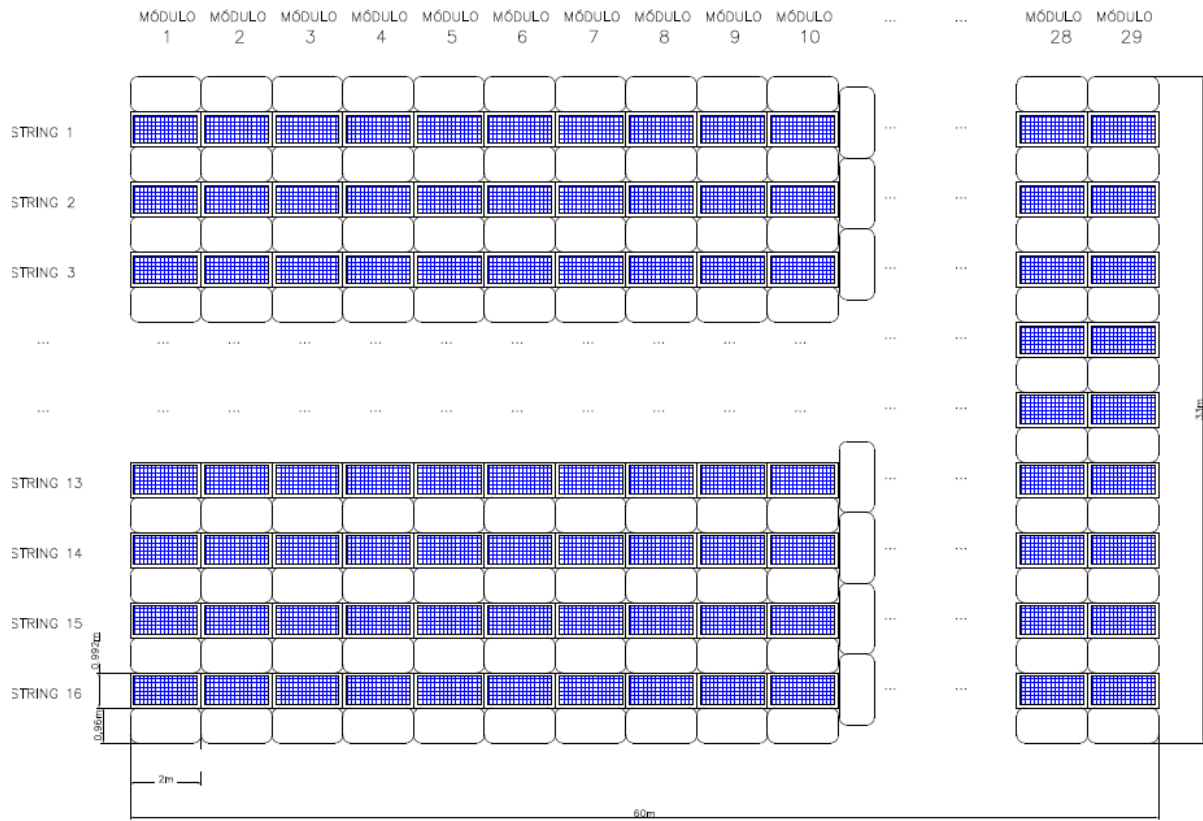 MÓDULO MÓDULO MÓDULO MÓDULO MÓDULO MÓDULO MÓDULO MÓDULO MÓDULO MÓDULO ... ... MÓDULO MÓDULO
1 2 3 4 5 6 7 8 9 10 28 29
STRING 1 ... ...
STRING 2 ... ...
STRING 3 ... ...
... ... ... ... ... ... ... ... ... ... ... ... ...
... ... ... ... ... ... ... ... ... ... ... ... ...
33m
STRING 13 ... ...
STRING 14 ... ...
STRING 15 ... ...
0.992m
STRING 16 ... ...
0.96m
2m
60m